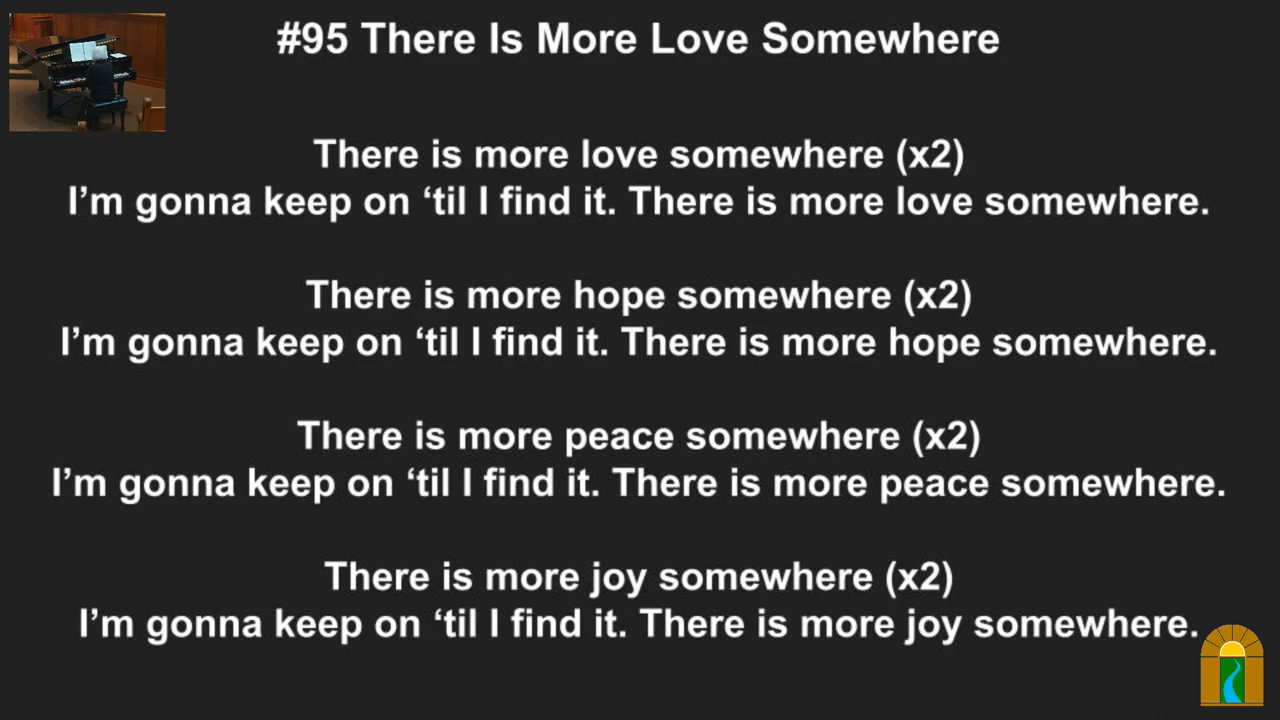 #95 There Is More Love Somewhere
There is more love somewhere (x2)
I’m gonna keep on ‘til I find it. There is more love somewhere.
There is more hope somewhere (x2)
I’m gonna keep on ‘til I find it. There is more hope somewhere.
There is more peace somewhere (x2)
I’m gonna keep on ‘til I find it. There is more peace somewhere.
There is more joy somewhere (x2)
I’m gonna keep on ‘til I find it. There is more joy somewhere.